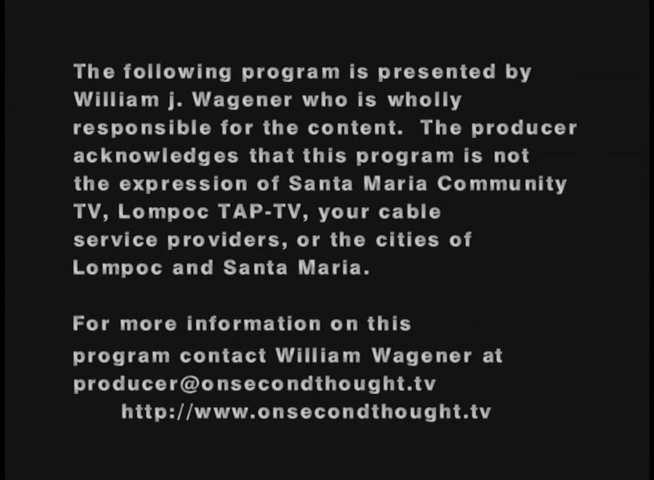 The following program is presented by
William j. Wagener who is wholly
responsible for the content.  The producer
acknowledges that this program is not
the expression of Santa Maria Community
TV, Lompoc TAP-TV, your cable
service providers, or the cities of
Lompoc and Santa Maria.
For more information on this
program contact William Wagener at
producer@onsecondthought.tv
http://www.onsecondthought.tv